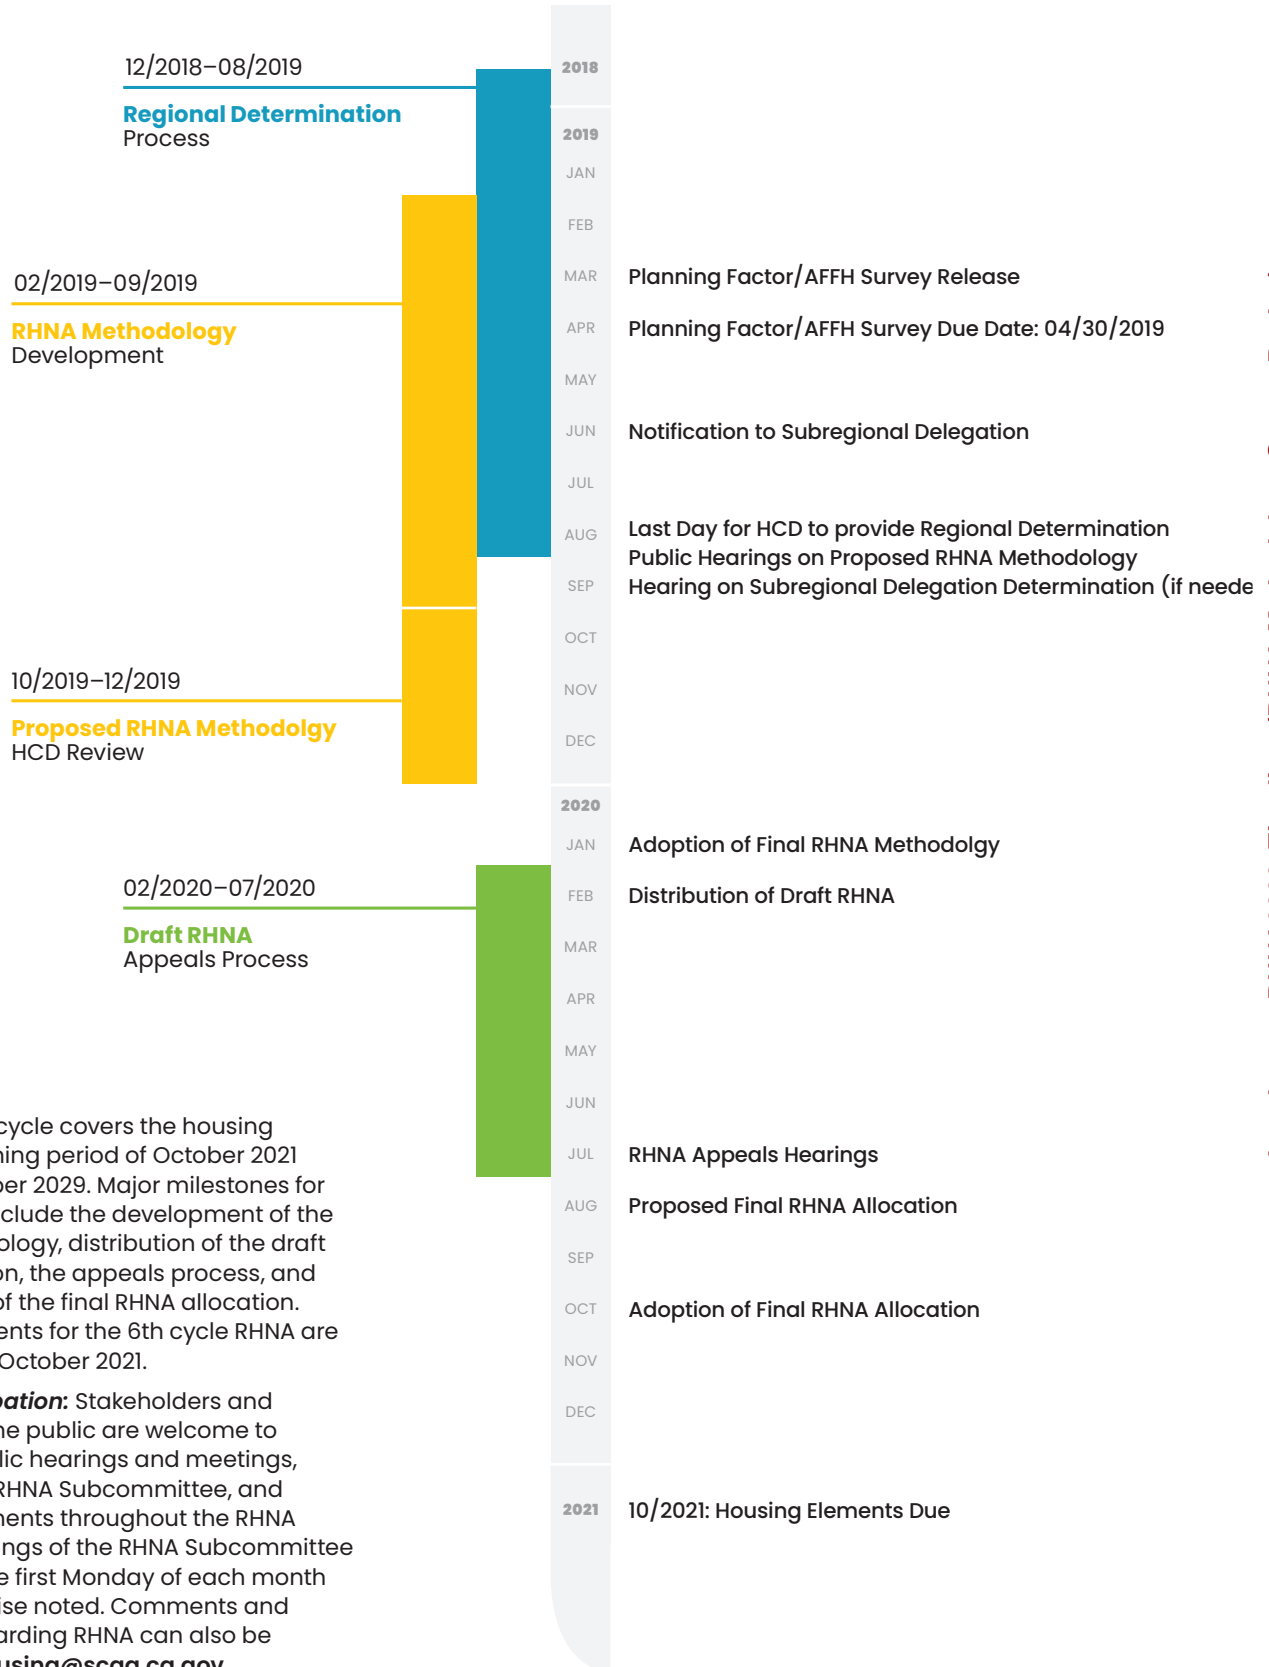 12/2018–08/2019
Regional Determination
Process
02/2019–09/2019
RHNA Methodology
Development
10/2019–12/2019
Proposed RHNA Methodolgy
HCD Review
02/2020–07/2020
Draft RHNA
Appeals Process
2018
2019
JAN
FEB
MAR Planning Factor/AFFH Survey Release
APR Planning Factor/AFFH Survey Due Date: 04/30/2019
MAY
JUN Notification to Subregional Delegation
JUL
AUG Last Day for HCD to provide Regional Determination
Public Hearings on Proposed RHNA Methodology
SEP Hearing on Subregional Delegation Determination (if neede
OCT
NOV
DEC
2020
JAN Adoption of Final RHNA Methodolgy
FEB Distribution of Draft RHNA
MAR
APR
MAY
JUN
JUL RHNA Appeals Hearings
AUG Proposed Final RHNA Allocation
SEP
OCT Adoption of Final RHNA Allocation
NOV
DEC
2021 10/2021: Housing Elements Due
cycle covers the housing
ning period of October 2021
ber 2029. Major milestones for
clude the development of the
ology, distribution of the draft
on, the appeals process, and
of the final RHNA allocation.
ents for the 6th cycle RHNA are
October 2021.
pation: Stakeholders and
he public are welcome to
lic hearings and meetings,
RHNA Subcommittee, and
nents throughout the RHNA
ngs of the RHNA Subcommittee
e first Monday of each month
ise noted. Comments and
arding RHNA can also be
using@scag.ca.gov